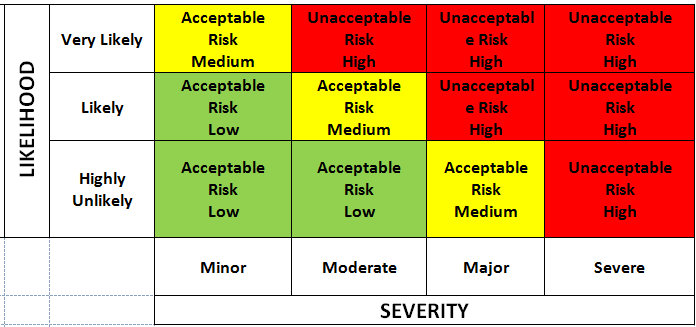 LIKELIHOOD
Very Likely
Acceptable
Risk
Medium
Unacceptable
Risk
High
Unacceptabl
e Risk
High
Unacceptable
Risk
High
Likely
Acceptable
Risk
Low
Acceptable
Risk
Medium
Unacceptabl
e Risk
High
Unacceptable
Risk
High
Highly
Unlikely
Acceptable
Risk
Low
Acceptable
Risk
Low
Acceptable
Risk
Medium
Unacceptable
Risk
High
Minor
Moderate
Major
Severe
SEVERITY